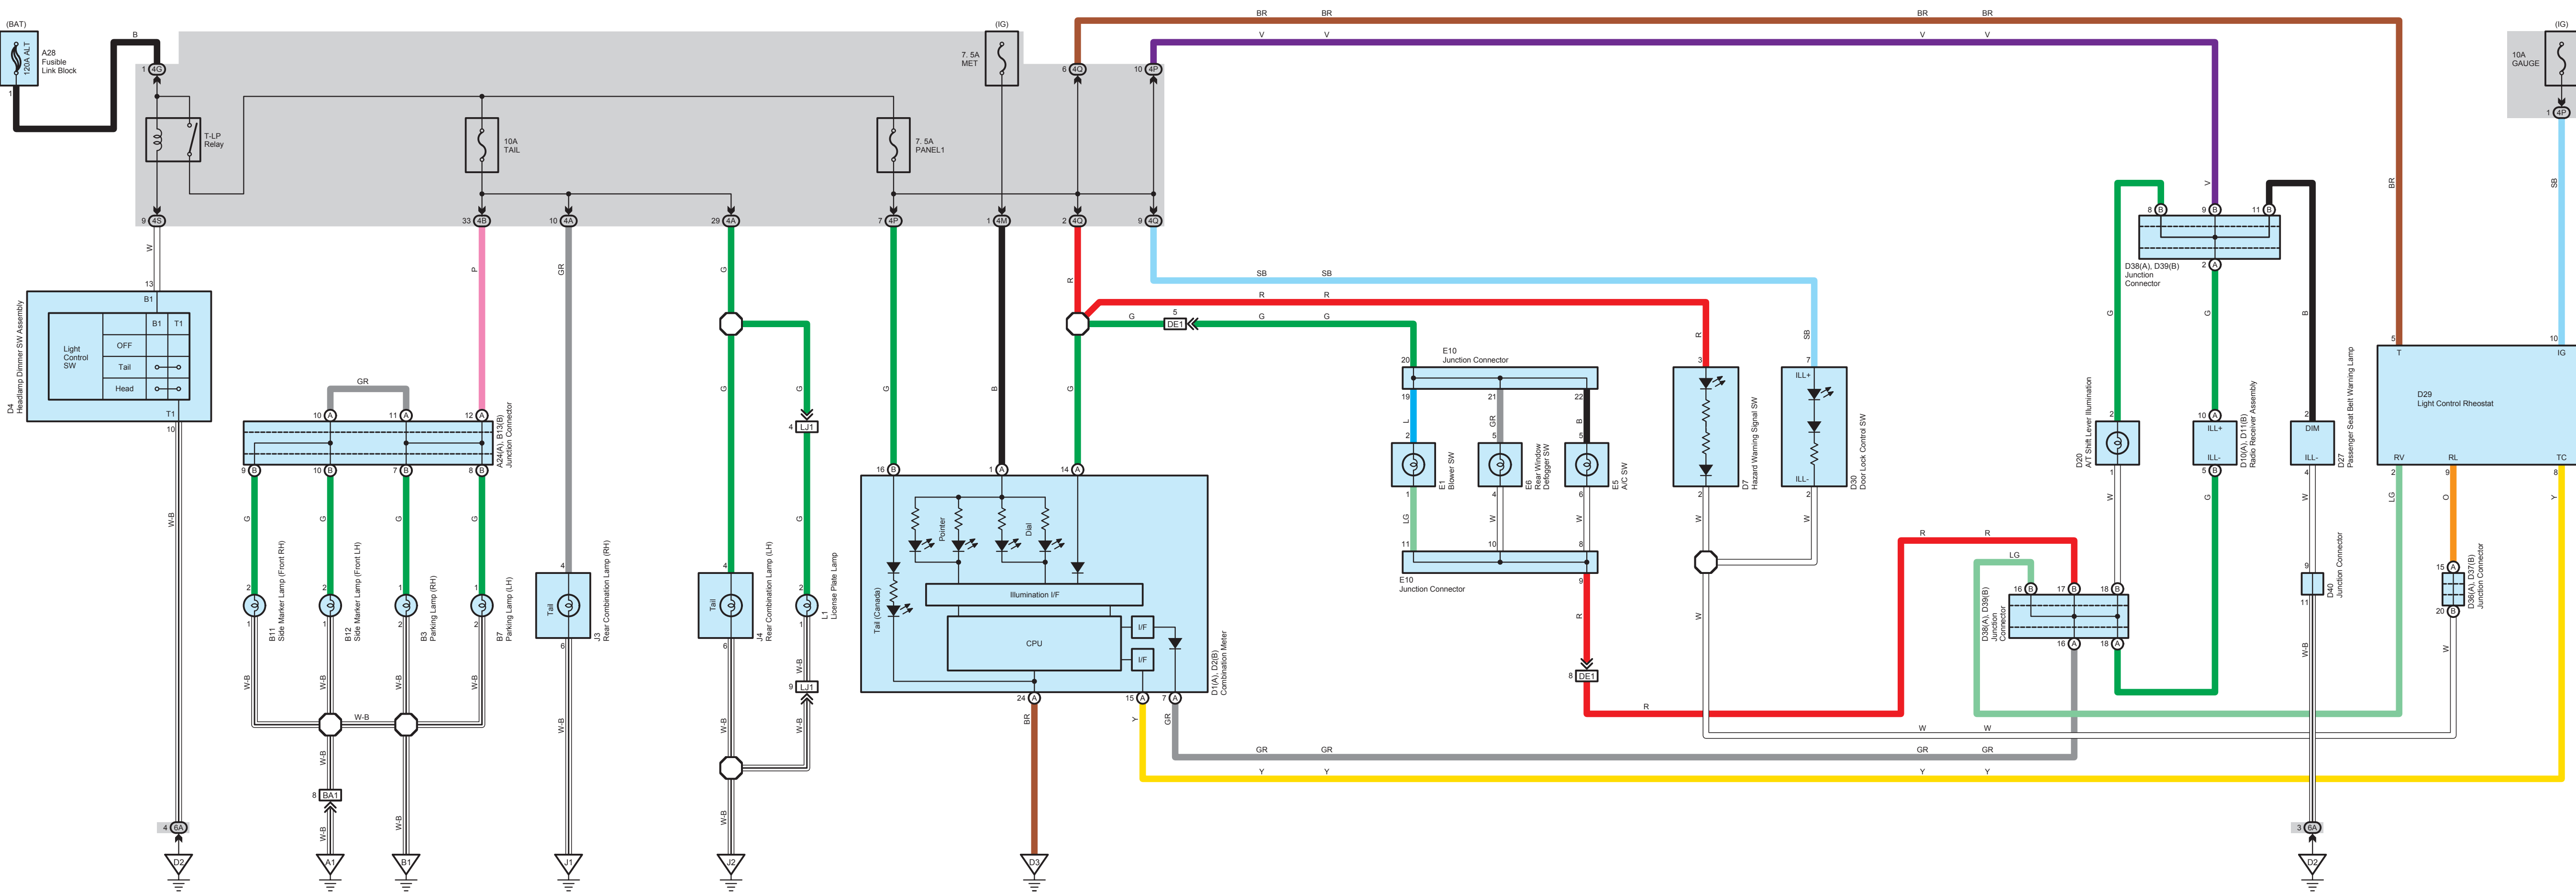 (BAT)
120A ALT
A28
Fusible
Link Block
1
B
1 4G
T-LP
Relay
9 4S
W
13
B1
Light
Control
SW
B1 T1
OFF
Tail
Head
T1
10
D4
Headlamp Dimmer SW Assembly
W-B
4 6A
D2
10A
TAIL
33 4B
P
10 4A
GR
29 4A
G
GR
10 A
11 A
12 A
A24(A), B13(B)
Junction Connector
9 B
10 B
7 B
8 B
G
G
G
G
2
2
1
1
B11
Side Marker Lamp (Front RH)
B12
Side Marker Lamp (Front LH)
B3
Parking Lamp (RH)
B7
Parking Lamp (LH)
1
1
2
2
W-B
W-B
W-B
W-B
W-B
W-B
8 BA1
W-B
W-B
A1
B1
4
Tail
J3
Rear Combination Lamp (RH)
6
W-B
J1
G
G
4 LJ1
G
4
Tail
J4
Rear Combination Lamp (LH)
6
2
L1
License Plate Lamp
1
W-B
9 LJ1
W-B
W-B
W-B
J2
7. 5A
PANEL1
(IG)
7. 5A
MET
6 4Q
10 4P
7 4P
1 4M
2 4Q
9 4Q
G
B
R
G
16 B
1 A
14 A
Pointer
Dial
Tail (Canada)
Illumination I/F
CPU
I/F
I/F
D1(A), D2(B)
Combination Meter
24 A
15 A
7 A
BR
Y
GR
D3
BR BR BR BR
V V V V
SB SB
R R
G
5
DE1
G G
E10
Junction Connector
20
19
21
22
L
GR
B
2
5
5
E1
Blower SW
E6
Rear Window
Defogger SW
E5
A/C SW
1
4
6
LG
W
W
11
10
8
E10
Junction Connector
9
R
8 DE1
R
R
3
D7
Hazard Warning Signal SW
2
W
W
SB
7
ILL+
ILL-
D30
Door Lock Control SW
2
W
W W
GR GR GR GR
Y Y Y Y
V
8 B
9 B
11 B
D38(A), D39(B)
Junction
Connector
2 A
G
G
B
2
D20
A/T Shift Lever Illumination
1
W
10 A
ILL+
ILL-
D10(A), D11(B)
Radio Receiver Assembly
5 B
G
2
DIM
ILL-
D27
Passenger Seat Belt Warning Lamp
4
W
9
D40
Junction Connector
11
W-B
3 6A
D2
R R
LG
16 B
17 B
18 B
D38(A), D39(B)
Junction
Connector
16 A
18 A
BR
5
T
10
IG
D29
Light Control Rheostat
RV
RL
TC
2
9
8
LG
O
Y
15 A
D36(A), D37(B)
Junction Connector
20 B
W
(IG)
10A
GAUGE
1 4P
SB